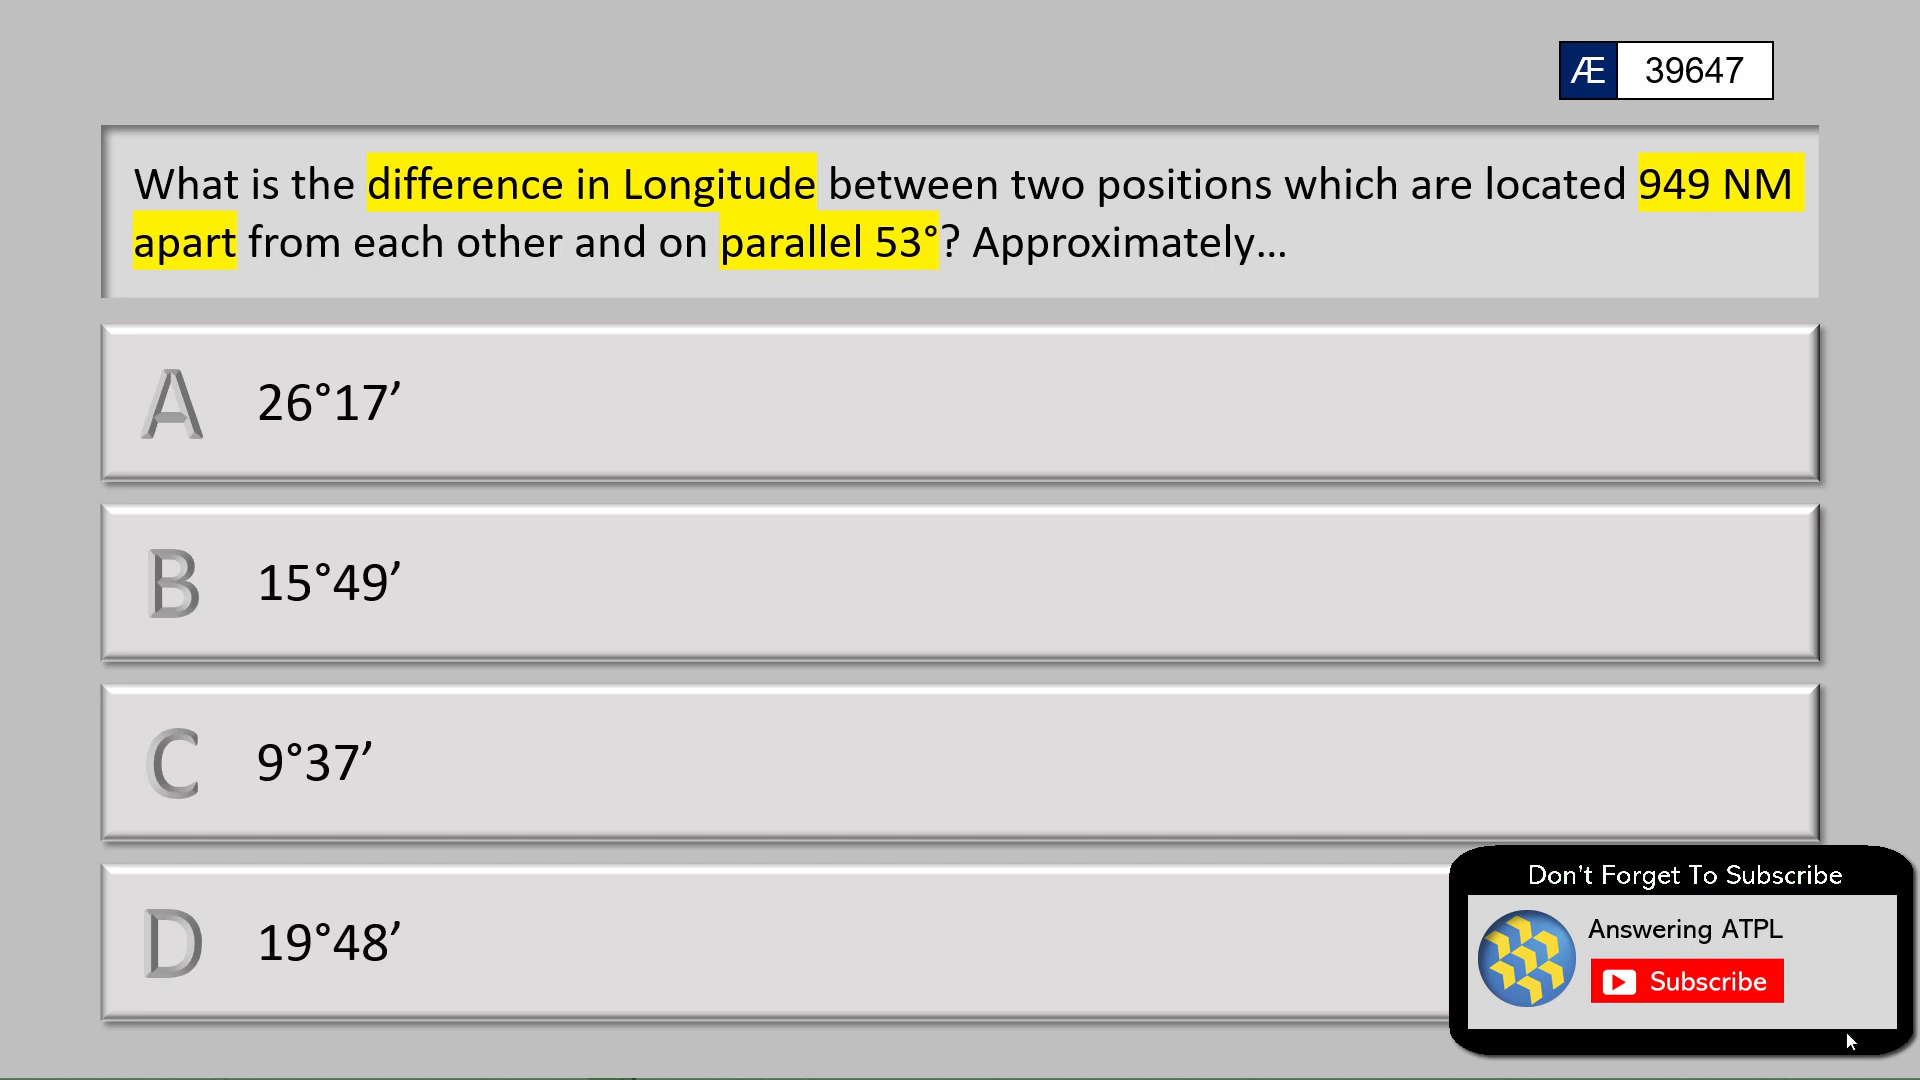 Æ 39647
What is the difference in Longitude between two positions which are located 949 NM
apart from each other and on parallel 53°? Approximately…
A 26°17’
B 15°49’
C 9°37’
D 19°48’
Don't Forget To Subscribe
Answering ATPL
Subscribe